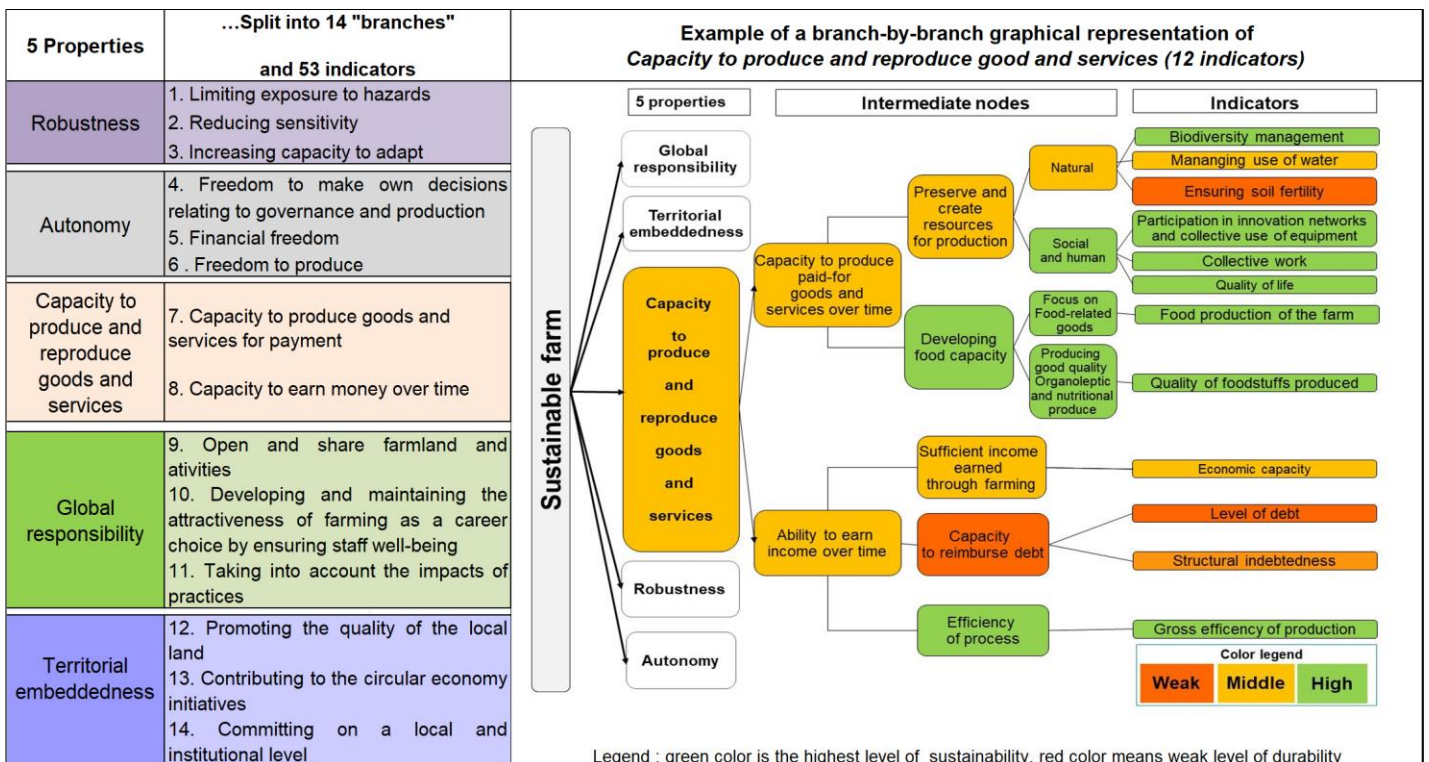 5 Properties
…Split into 14 "branches"
and 53 indicators
Robustness
1. Limiting exposure to hazards
2. Reducing sensitivity
3. Increasing capacity to adapt
Autonomy
4. Freedom to make own decisions
relating to governance and production
5. Financial freedom
6 . Freedom to produce
Capacity to
produce and
reproduce
goods and
services
7. Capacity to produce goods and
services for payment
8. Capacity to earn money over time
Global
responsibility
9. Open and share farmland and
ativities
10. Developing and maintaining the
attractiveness of farming as a career
choice by ensuring staff well-being
11. Taking into account the impacts of
practices
Territorial
embeddedness
12. Promoting the quality of the local
land
13. Contributing to the circular economy
initiatives
14. Committing on a local and
institutional level
Example of a branch-by-branch graphical representation of
Capacity to produce and reproduce good and services (12 indicators)
5 properties
Intermediate nodes
Indicators
Sustainable farm
Global
responsibility
Territorial
embeddedness
Capacity
to
produce
and
reproduce
goods
and
services
Robustness
Autonomy
Capacity to produce
paid-for
goods and
services over time
Ability to earn
income over time
Preserve and
create
resources
for production
Developing
food capacity
Sufficient income
earned
through farming
Capacity
to reimburse debt
Efficiency
of process
Natural
Social
and human
Focus on
Food-related
goods
Producing
good quality
Organoleptic
and nutritional
produce
Biodiversity management
Mananging use of water
Ensuring soil fertility
Participation in innovation networks
and collective use of equipment
Collective work
Quality of life
Food production of the farm
Quality of foodstuffs produced
Economic capacity
Level of debt
Structural indebtedness
Gross efficency of production
Color legend
Weak
Middle
High
Legend : green color is the highest level of sustainability, red color means weak level of durability